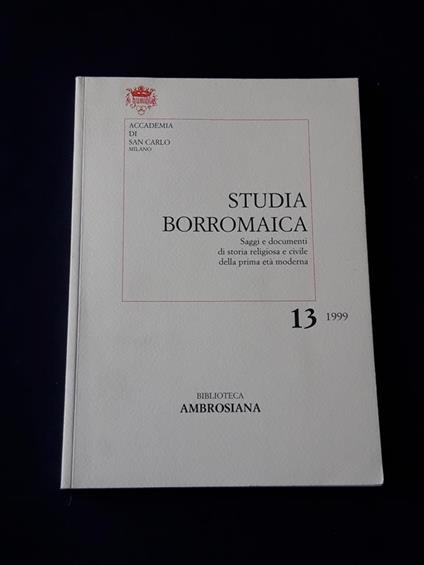 ACCADEMIA
DI
SAN CARLO
MILANO
STUDIA
BORROMAICA
Saggi e documenti
di storia religiosa e civile
della prima età moderna
13 1999
BIBLIOTECA
AMBROSIANA